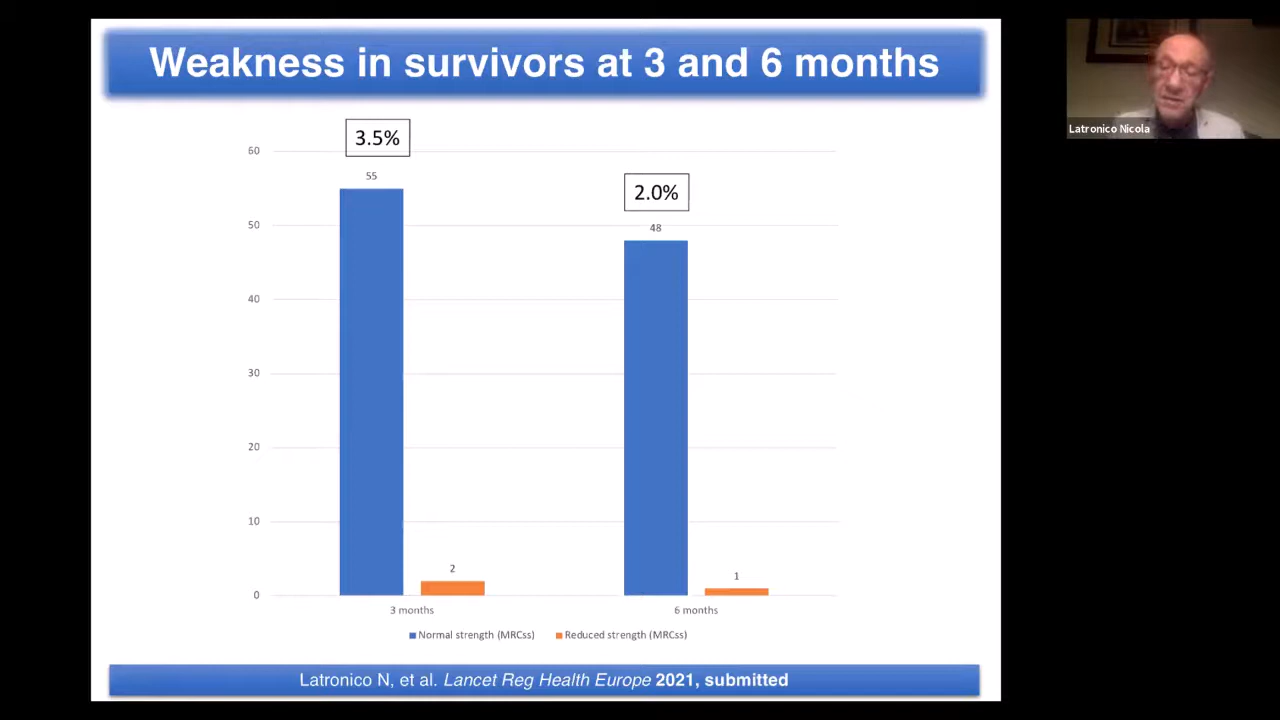 Weakness in survivors at 3 and 6 months
Latronico Nicola
3.5%
2.0%
60
50
40
30
20
10
0
55
2
48
1
3 months
6 months
Normal strength (MRCss)
Reduced strength (MRCss)
Latronico N, et al. Lancet Reg Health Europe 2021, submitted